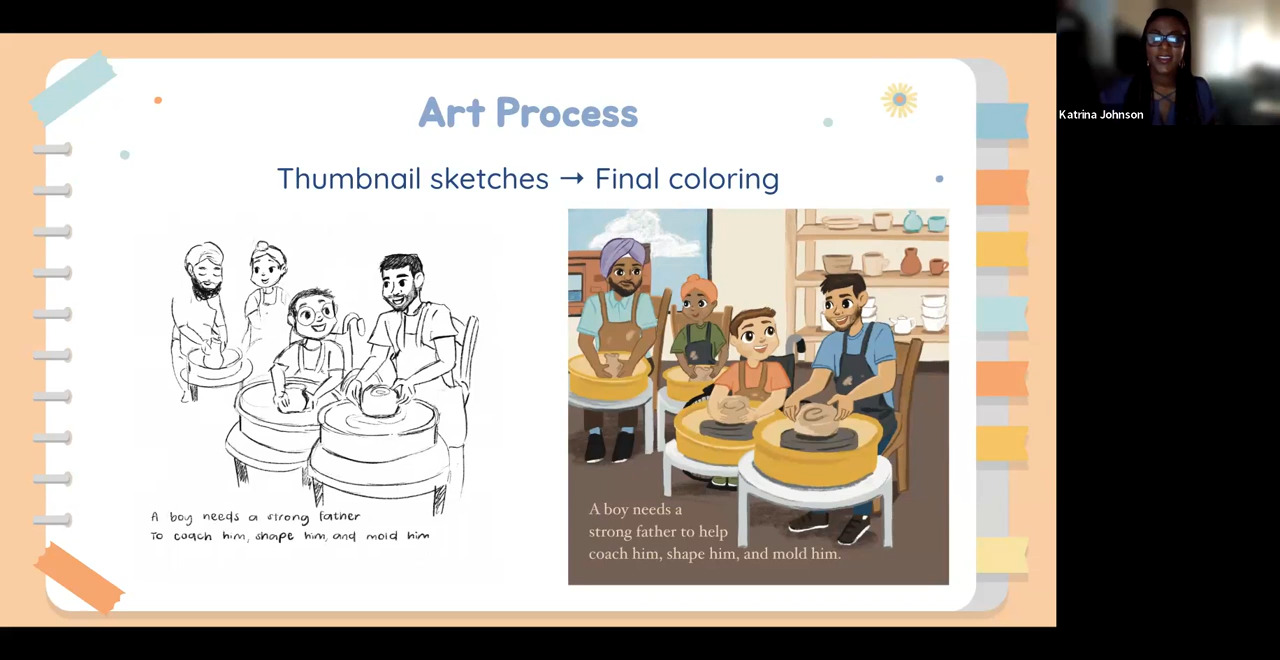 Art Process
Thumbnail sketches → Final coloring
A boy needs a strong father
To coach him, shape him, and mold him
A boy needs a
strong father to help
coach him, shape him, and mold him.
Katrina Johnson